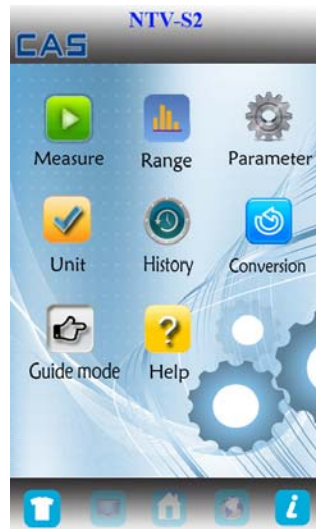 NTV-S2
CAS
Measure Range Parameter
Unit History Conversion
Guide mode Help